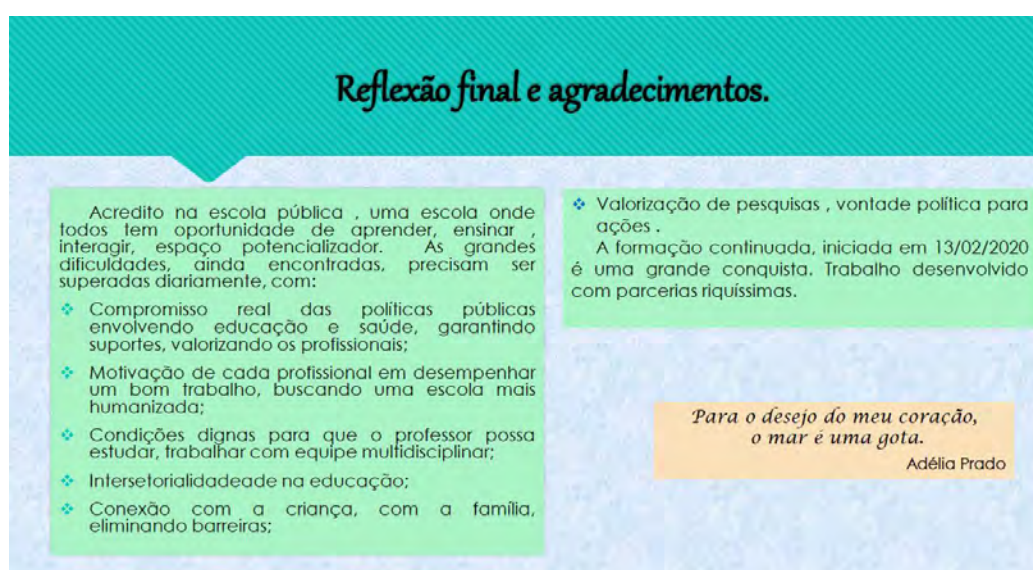 Reflexão final e agradecimentos.
Acredito na escola pública , uma escola onde
todos tem oportunidade de aprender, ensinar ,
interagir, espaço potencializador. As grandes
dificuldades, ainda encontradas, precisam ser
superadas diariamente, com:
❖ Compromisso real das políticas públicas
envolvendo educação e saúde, garantindo
suportes, valorizando os profissionais;
❖ Motivação de cada profissional em desempenhar
um bom trabalho, buscando uma escola mais
humanizada;
❖ Condições dignas para que o professor possa
estudar, trabalhar com equipe multidisciplinar;
❖ Intersetorialidadeade na educação;
❖ Conexão com a criança, com a família,
eliminando barreiras;
❖ Valorização de pesquisas , vontade política para
ações .
A formação continuada, iniciada em 13/02/2020
é uma grande conquista. Trabalho desenvolvido
com parcerias riquíssimas.
Para o desejo do meu coração,
o mar é uma gota.
Adélia Prado